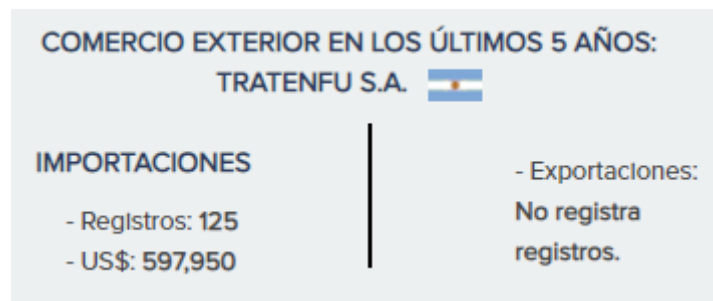 COMERCIO EXTERIOR EN LOS ÚLTIMOS 5 AÑOS:
TRATENFU S.A.
IMPORTACIONES
- Registros: 125
- US$: 597,950
- Exportaciones:
No registra
registros.